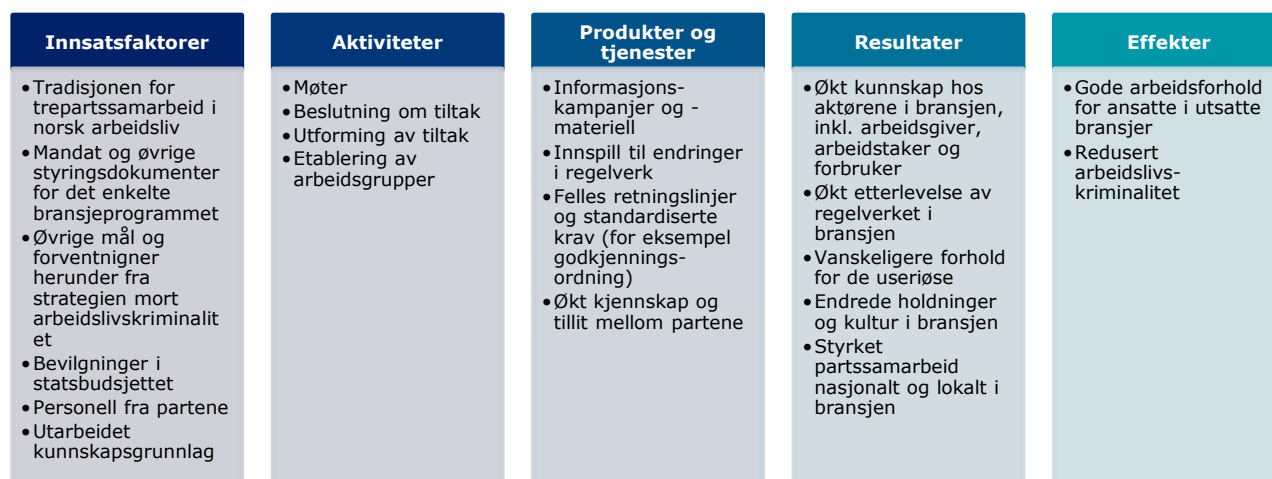 Innsatsfaktorer
• Tradisjonen for
trepartssamarbeid i
norsk arbeidsliv
• Mandat og øvrige
styringsdokumenter
for det enkelte
bransjeprogrammet
• Øvrige mål og
forventnigner
herunder fra
strategien mort
arbeidslivskriminalit
et
• Bevilgninger i
statsbudsjettet
• Personell fra partene
• Utarbeidet
kunnskapsgrunnlag
Aktiviteter
• Møter
• Beslutning om tiltak
• Utforming av tiltak
• Etablering av
arbeidsgrupper
Produkter og
tjenester
• Informasjons-
kampanjer og -
materiell
• Innspill til endringer
i regelverk
• Felles retningslinjer
og standardiserte
krav (for eksempel
godkjennings-
ordning)
• Økt kjennskap og
tillit mellom partene
Resultater
• Økt kunnskap hos
aktørene i bransjen,
inkl. arbeidsgiver,
arbeidstaker og
forbruker
• Økt etterlevelse av
regelverket i
bransjen
• Vanskeligere forhold
for de useriøse
• Endrede holdninger
og kultur i bransjen
• Styrket
partssamarbeid
nasjonalt og lokalt i
bransjen
Effekter
• Gode arbeidsforhold
for ansatte i utsatte
bransjer
• Redusert
arbeidslivs-
kriminalitet